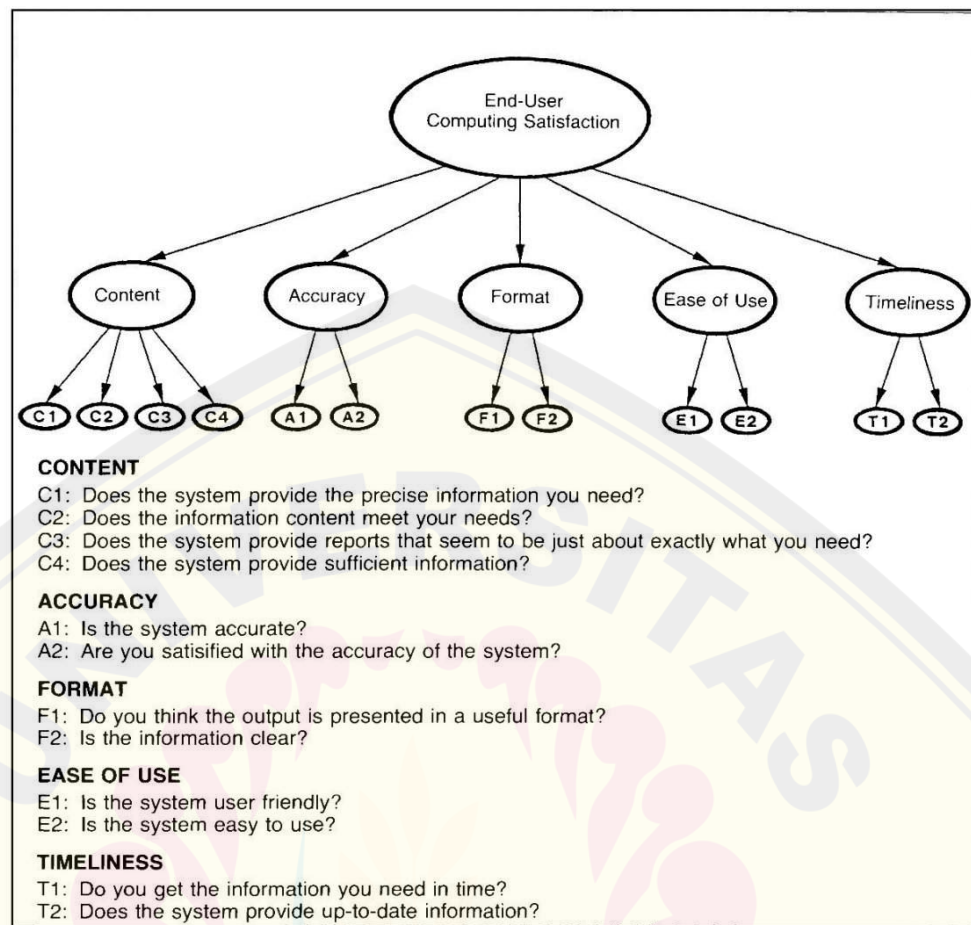 End-User
Computing Satisfaction
Content
Accuracy
Format
Ease of Use
Timeliness
C1
C2
C3
C4
A1
A2
F1
F2
E1
E2
T1
T2
CONTENT
C1: Does the system provide the precise information you need?
C2: Does the information content meet your needs?
C3: Does the system provide reports that seem to be just about exactly what you need?
C4: Does the system provide sufficient information?
ACCURACY
A1: Is the system accurate?
A2: Are you satisified with the accuracy of the system?
FORMAT
F1: Do you think the output is presented in a useful format?
F2: Is the information clear?
EASE OF USE
E1: Is the system user friendly?
E2: Is the system easy to use?
TIMELINESS
T1: Do you get the information you need in time?
T2: Does the system provide up-to-date information?
UNIVERSITAS